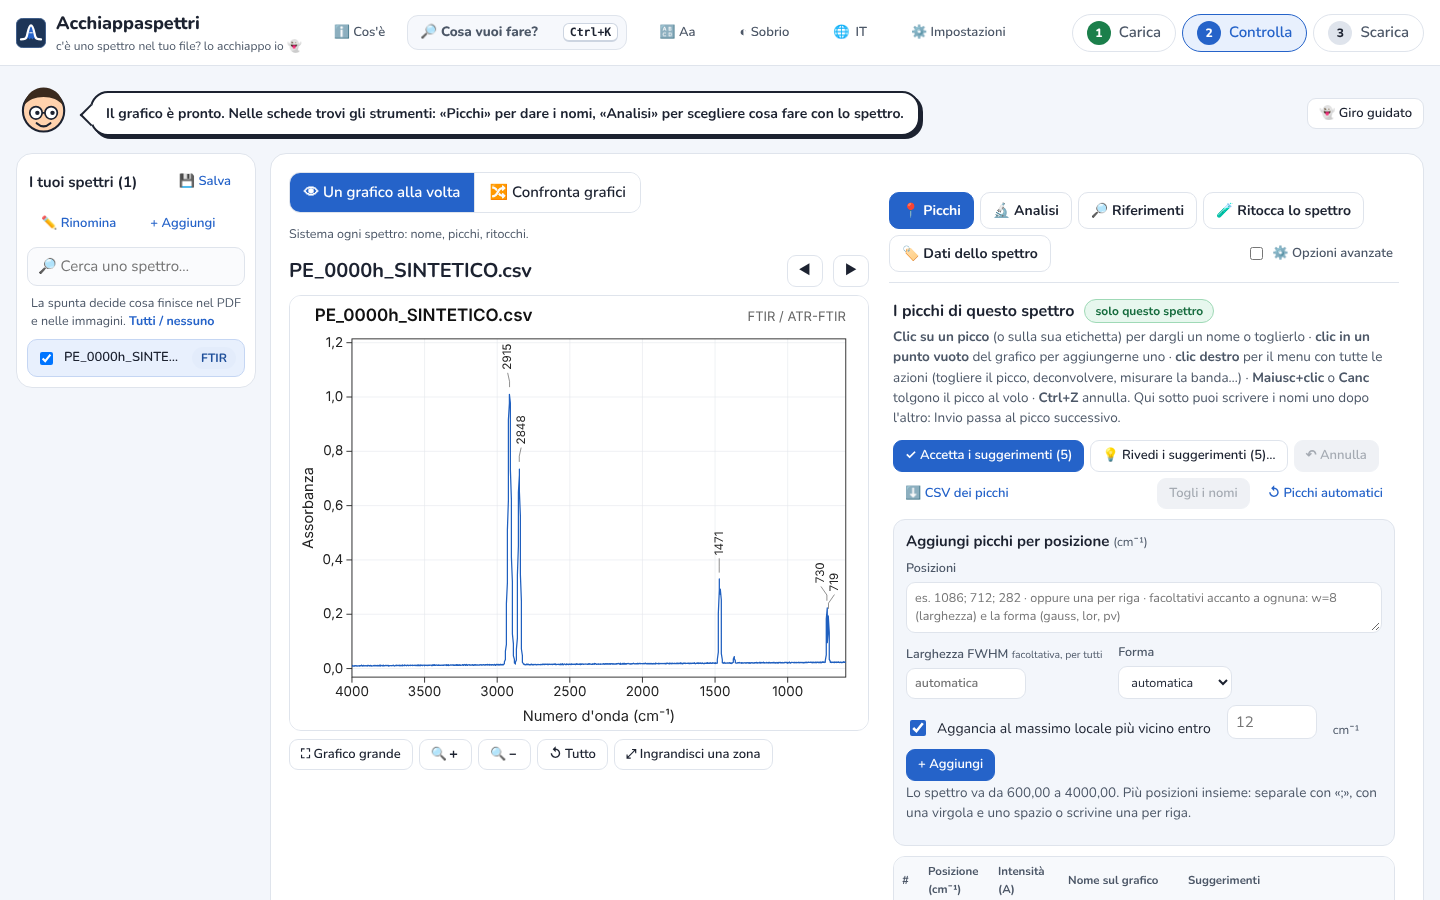 Acchiappaspettri
c'è uno spettro nel tuo file? lo acchiappo io 👻
ℹ️ Cos'è
🔎 Cosa vuoi fare? Ctrl+K
🔠 Aa
Sobrio
🌐 IT
⚙️ Impostazioni
1 Carica
2 Controlla
3 Scarica
Il grafico è pronto. Nelle schede trovi gli strumenti: «Picchi» per dare i nomi, «Analisi» per scegliere cosa fare con lo spettro.
👻 Giro guidato
I tuoi spettri (1)
💾 Salva
✏️ Rinomina
+ Aggiungi
🔎 Cerca uno spettro...
La spunta decide cosa finisce nel PDF
e nelle immagini. Tutti / nessuno
PE_0000h_SINTE... FTIR
👁 Un grafico alla volta
🔀 Confronta grafici
Sistema ogni spettro: nome, picchi, ritocchi.
PE_0000h_SINTETICO.csv
◀ ▶
PE_0000h_SINTETICO.csv
FTIR / ATR-FTIR
Assorbanza
1,2
1,0
0,8
0,6
0,4
0,2
0,0
2915
2848
1471
730
719
4000 3500 3000 2500 2000 1500 1000
Numero d'onda (cm⁻¹)
⛶ Grafico grande
🔍 +
🔍 −
↺ Tutto
⤢ Ingrandisci una zona
📍 Picchi
🔬 Analisi
🔎 Riferimenti
🧪 Ritocca lo spettro
🏷️ Dati dello spettro
⚙️ Opzioni avanzate
I picchi di questo spettro
solo questo spettro
Clic su un picco (o sulla sua etichetta) per dargli un nome o toglierlo · clic in un
punto vuoto del grafico per aggiungerne uno · clic destro per il menu con tutte le
azioni (togliere il picco, deconvolvere, misurare la banda...) · Maiusc+clic o Canc
tolgono il picco al volo · Ctrl+Z annulla. Qui sotto puoi scrivere i nomi uno dopo
l'altro: Invio passa al picco successivo.
✓ Accetta i suggerimenti (5)
💡 Rivedi i suggerimenti (5)...
↶ Annulla
⬇️ CSV dei picchi
Togli i nomi
↺ Picchi automatici
Aggiungi picchi per posizione (cm⁻¹)
Posizioni
es. 1086; 712; 282 · oppure una per riga · facoltativi accanto a ognuna: w=8
(larghezza) e la forma (gauss, lor, pv)
Larghezza FWHM facoltativa, per tutti
Forma
automatica
automatica
Aggancia al massimo locale più vicino entro 12 cm⁻¹
+ Aggiungi
Lo spettro va da 600,00 a 4000,00. Più posizioni insieme: separale con «;», con
una virgola e uno spazio o scrivine una per riga.
# Posizione (cm⁻¹) Intensità (A) Nome sul grafico Suggerimenti